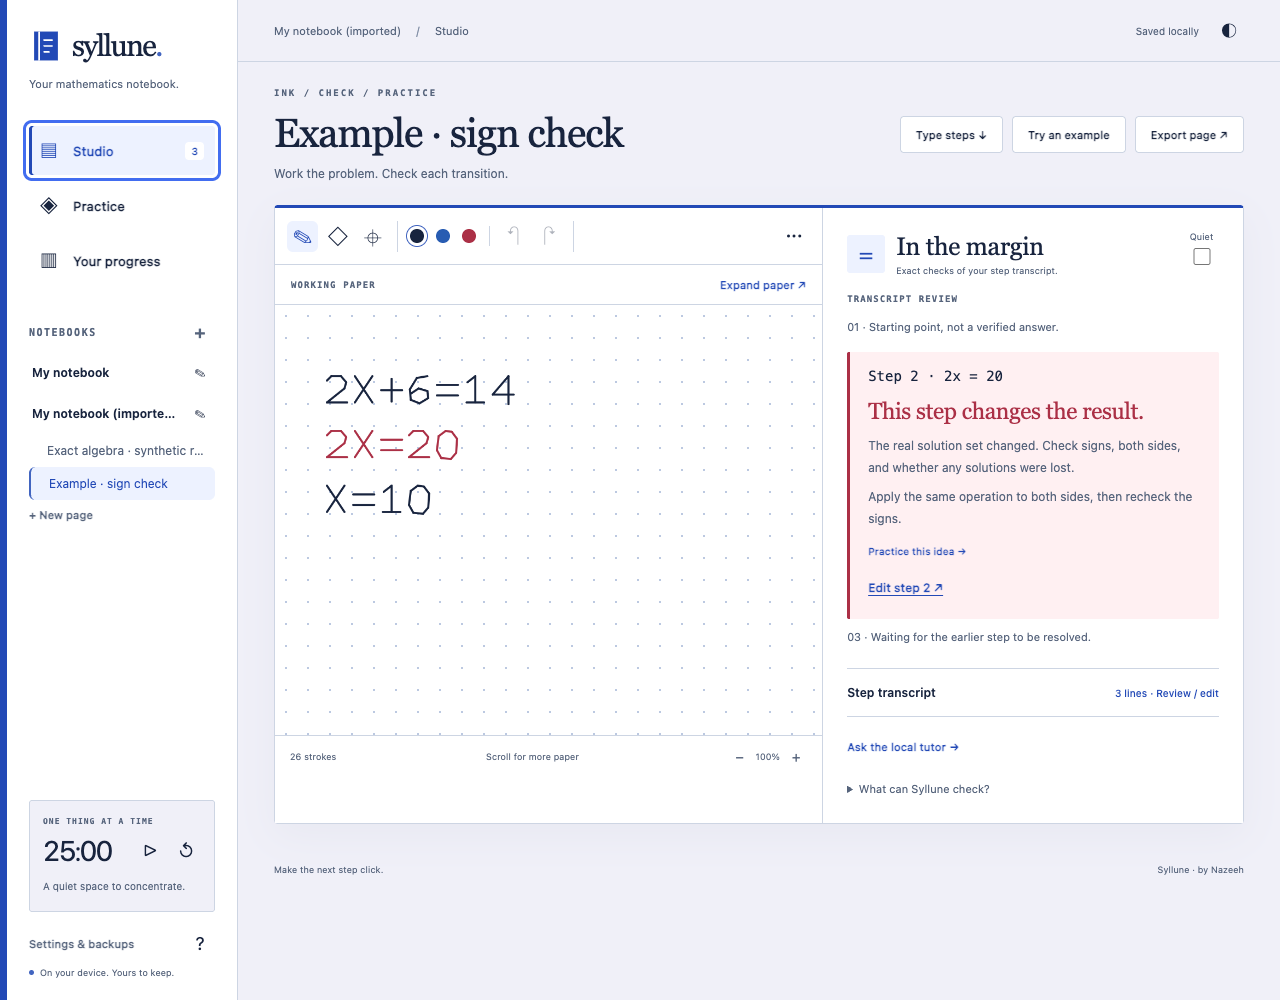 syllune.
Your mathematics notebook.
Studio 3
Practice
Your progress
NOTEBOOKS +
My notebook
My notebook (importe...
Exact algebra · synthetic r...
Example · sign check
+ New page
ONE THING AT A TIME
25:00
A quiet space to concentrate.
Settings & backups ?
On your device. Yours to keep.
My notebook (imported) / Studio
Saved locally
INK / CHECK / PRACTICE
Example · sign check
Work the problem. Check each transition.
Type steps ↓
Try an example
Export page ↗
WORKING PAPER
Expand paper ↗
2X+6=14
2X=20
X=10
26 strokes
Scroll for more paper
− 100% +
=
In the margin
Exact checks of your step transcript.
Quiet
TRANSCRIPT REVIEW
01 · Starting point, not a verified answer.
Step 2 · 2x = 20
This step changes the result.
The real solution set changed. Check signs, both sides,
and whether any solutions were lost.
Apply the same operation to both sides, then recheck the
signs.
Practice this idea →
Edit step 2 ↗
03 · Waiting for the earlier step to be resolved.
Step transcript
3 lines · Review / edit
Ask the local tutor →
What can Syllune check?
Make the next step click.
Syllune · by Nazeeh